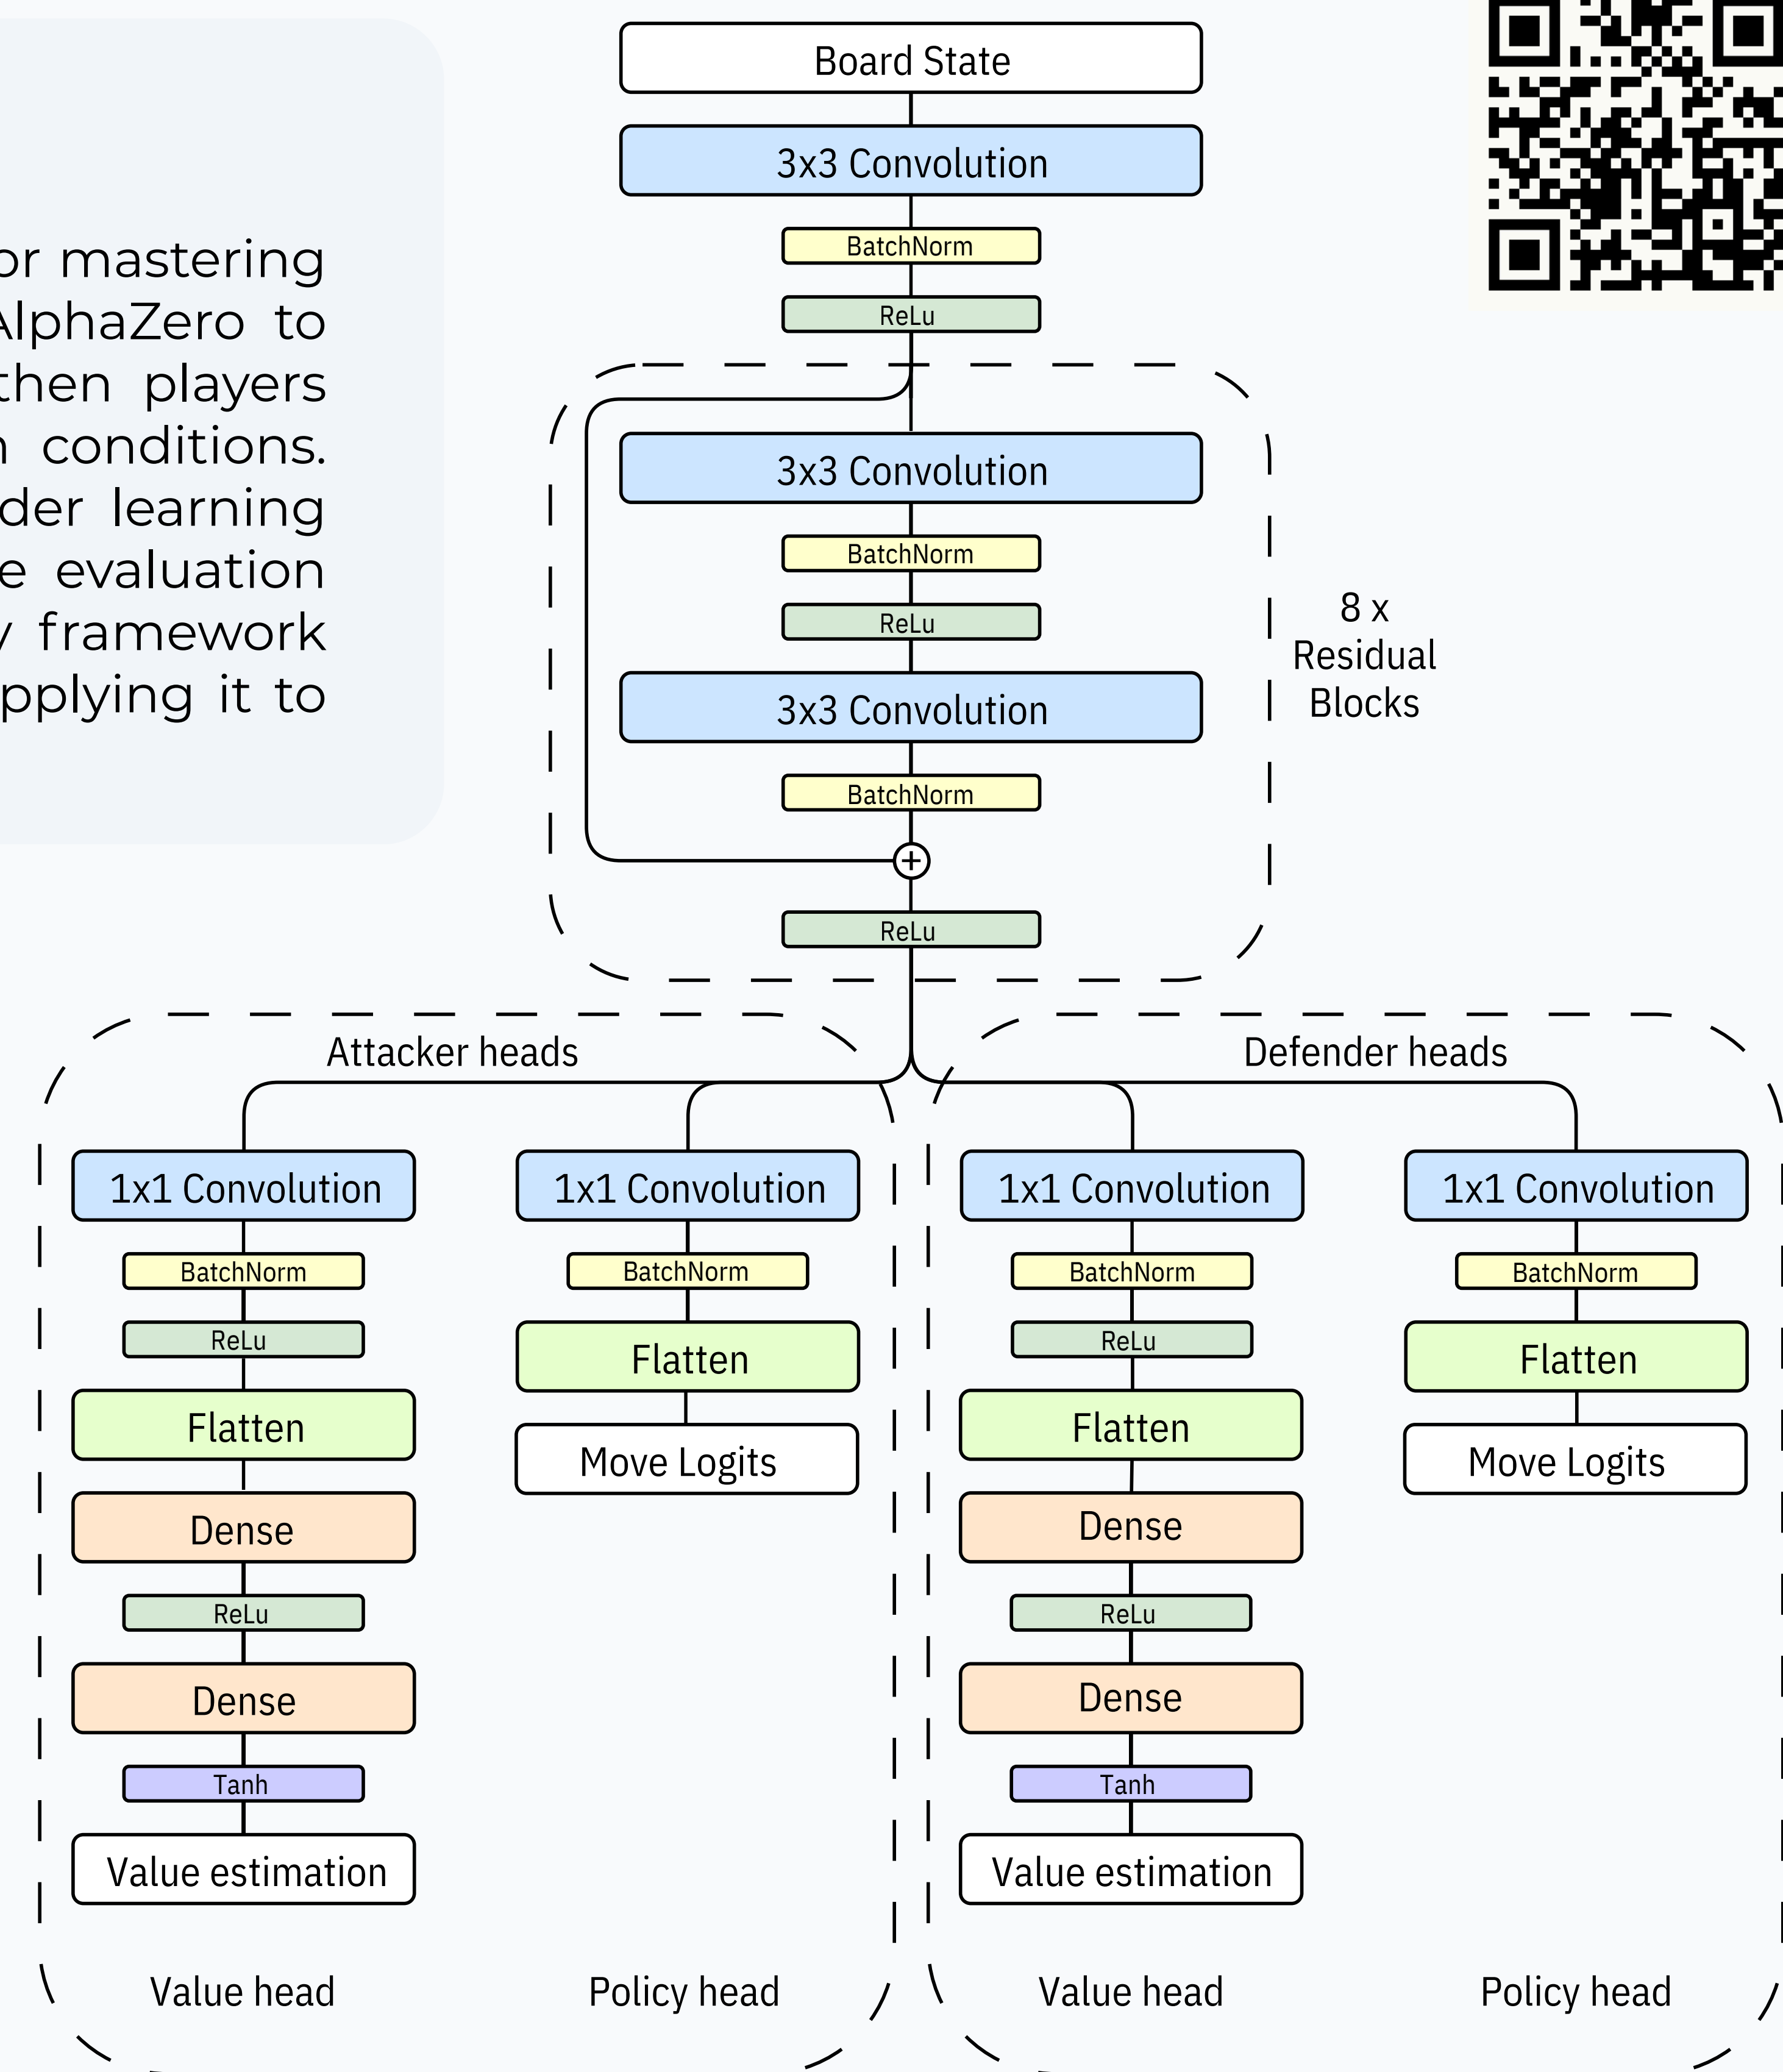 mastering
AlphaZero to
then players
conditions.
learning
evaluation
framework
it to
Board State
3x3 Convolution
BatchNorm
ReLu
3x3 Convolution
BatchNorm
ReLu
3x3 Convolution
BatchNorm
+
ReLu
8 x
Residual
Blocks
Attacker heads
1x1 Convolution
BatchNorm
ReLu
Flatten
Dense
ReLu
Dense
Tanh
Value estimation
Value head
1x1 Convolution
BatchNorm
Flatten
Move Logits
Policy head
Defender heads
1x1 Convolution
BatchNorm
ReLu
Flatten
Dense
ReLu
Dense
Tanh
Value estimation
Value head
1x1 Convolution
BatchNorm
Flatten
Move Logits
Policy head